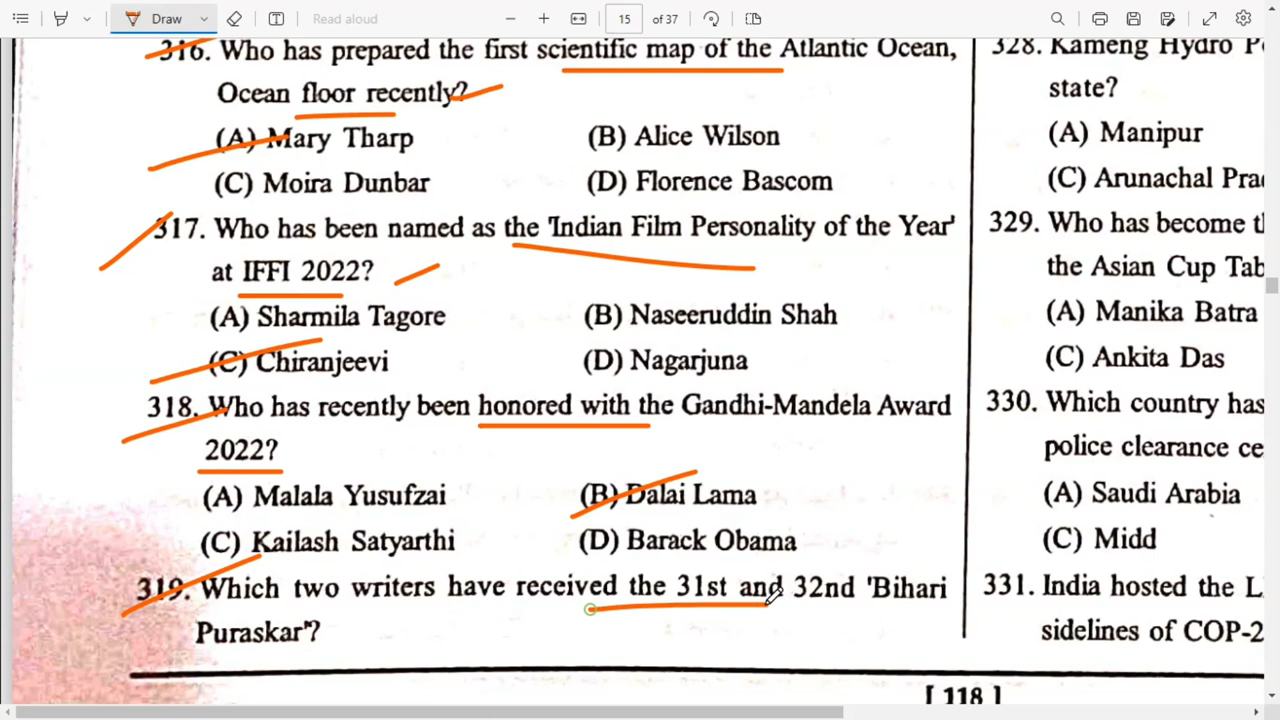 Draw
Read aloud
15 of 37
316. Who has prepared the first scientific map of the Atlantic Ocean,
Ocean floor recently?
(A) Mary Tharp (B) Alice Wilson
(C) Moira Dunbar (D) Florence Bascom
317. Who has been named as the 'Indian Film Personality of the Year'
at IFFI 2022?
(A) Sharmila Tagore (B) Naseeruddin Shah
(C) Chiranjeevi (D) Nagarjuna
318. Who has recently been honored with the Gandhi-Mandela Award
2022?
(A) Malala Yusufzai (B) Dalai Lama
(C) Kailash Satyarthi (D) Barack Obama
319. Which two writers have received the 31st and 32nd 'Bihari
Puraskar'?
328. Kameng Hydro
state?
(A) Manipur
(C) Arunachal
329. Who has become
the Asian Cup
(A) Manika Batra
(C) Ankita Das
330. Which country has
police clearance
(A) Saudi Arabia
(C) Midd
331. India hosted the
sidelines of COP-2
[ 118 ]